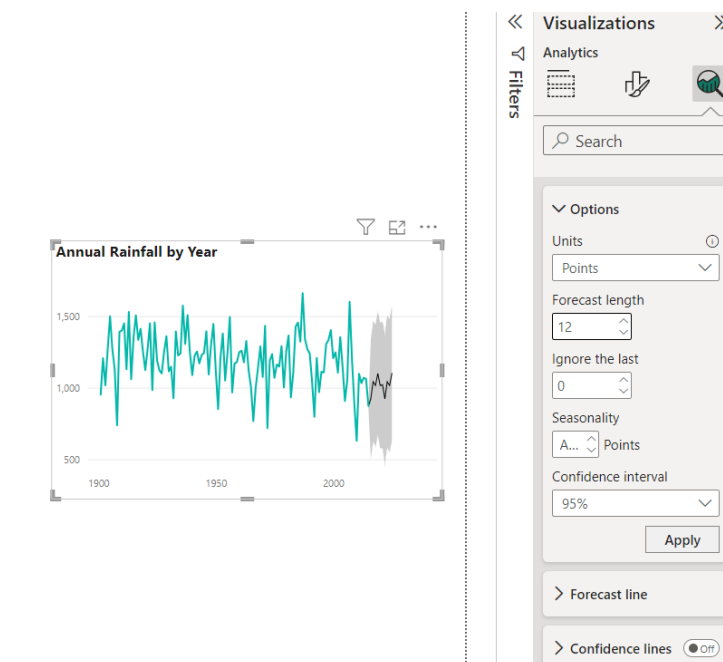 Visualizations
Analytics
Filters
Search
Annual Rainfall by Year
1,500
1,000
500
1900
1950
2000
Options
Units
Points
Forecast length
12
Ignore the last
0
Seasonality
A... Points
Confidence interval
95%
Apply
Forecast line
Confidence lines
Off